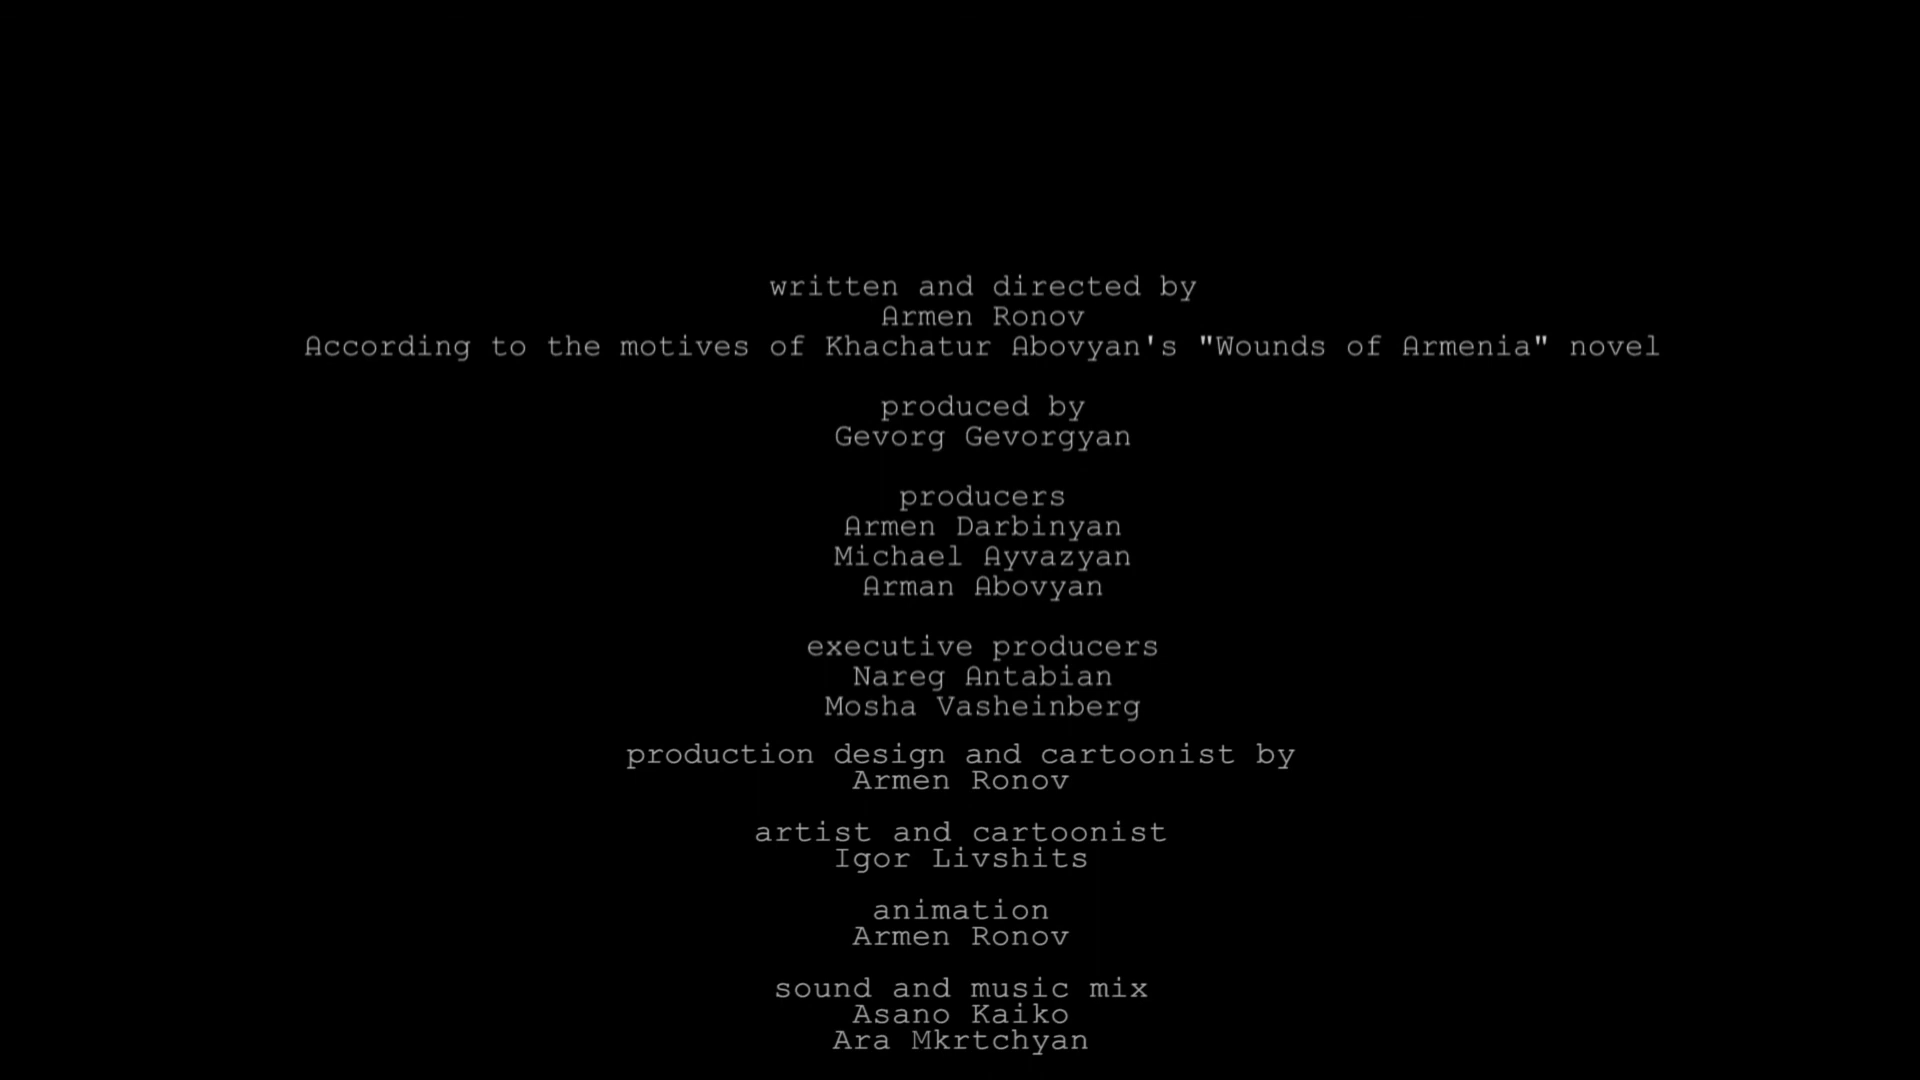 written and directed by
Armen Ronov
According to the motives of Khachatur Abovyan's "Wounds of Armenia" novel
produced by
Gevorg Gevorgyan
producers
Armen Darbinyan
Michael Ayvazyan
Arman Abovyan
executive producers
Nareg Antabian
Mosha Vasheinberg
production design and cartoonist by
Armen Ronov
artist and cartoonist
Igor Livshits
animation
Armen Ronov
sound and music mix
Asano Kaiko
Ara Mkrtchyan